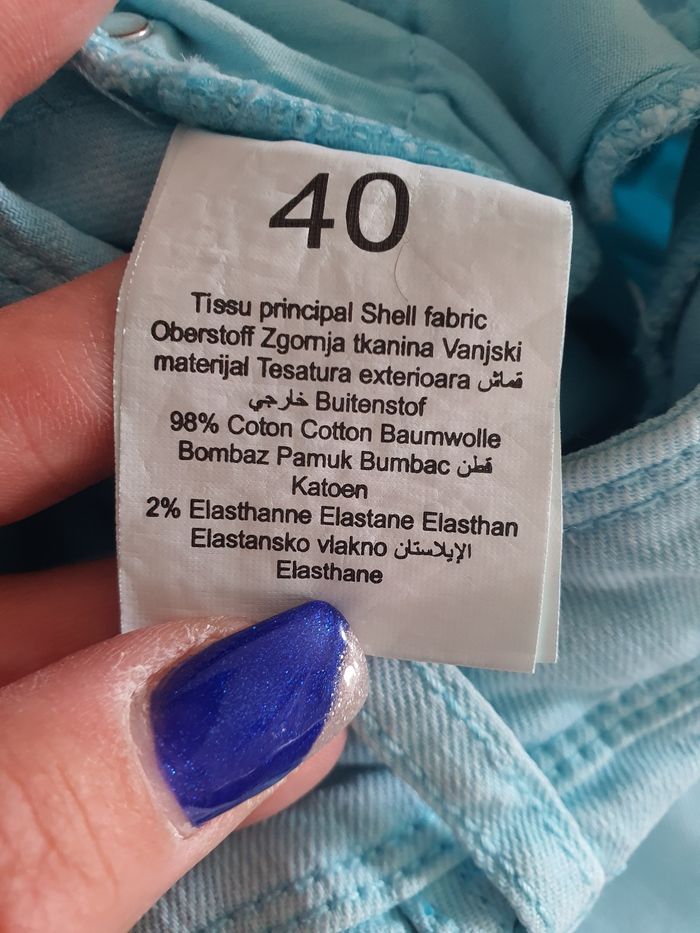 40
Tissu principal Shell fabric
Oberstoff Zgornja tkanina Vanjski
materijal Tesatura exterioara قماش
خارجي Buitenstof
98% Coton Cotton Baumwolle
Bombaz Pamuk Bumbac قطن
Katoen
2% Elasthanne Elastane Elasthan
Elastansko vlakno الإيلاستان
Elasthane